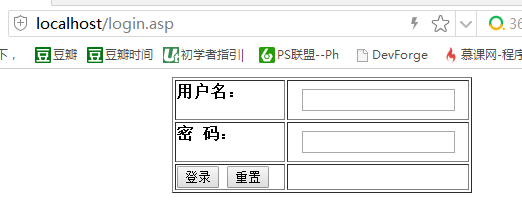 localhost/login.asp
36
下， 豆瓣 豆瓣时间 初学者指引| PS联盟--Ph DevForge 慕课网-程序
用户名：
密 码：
登录 重置